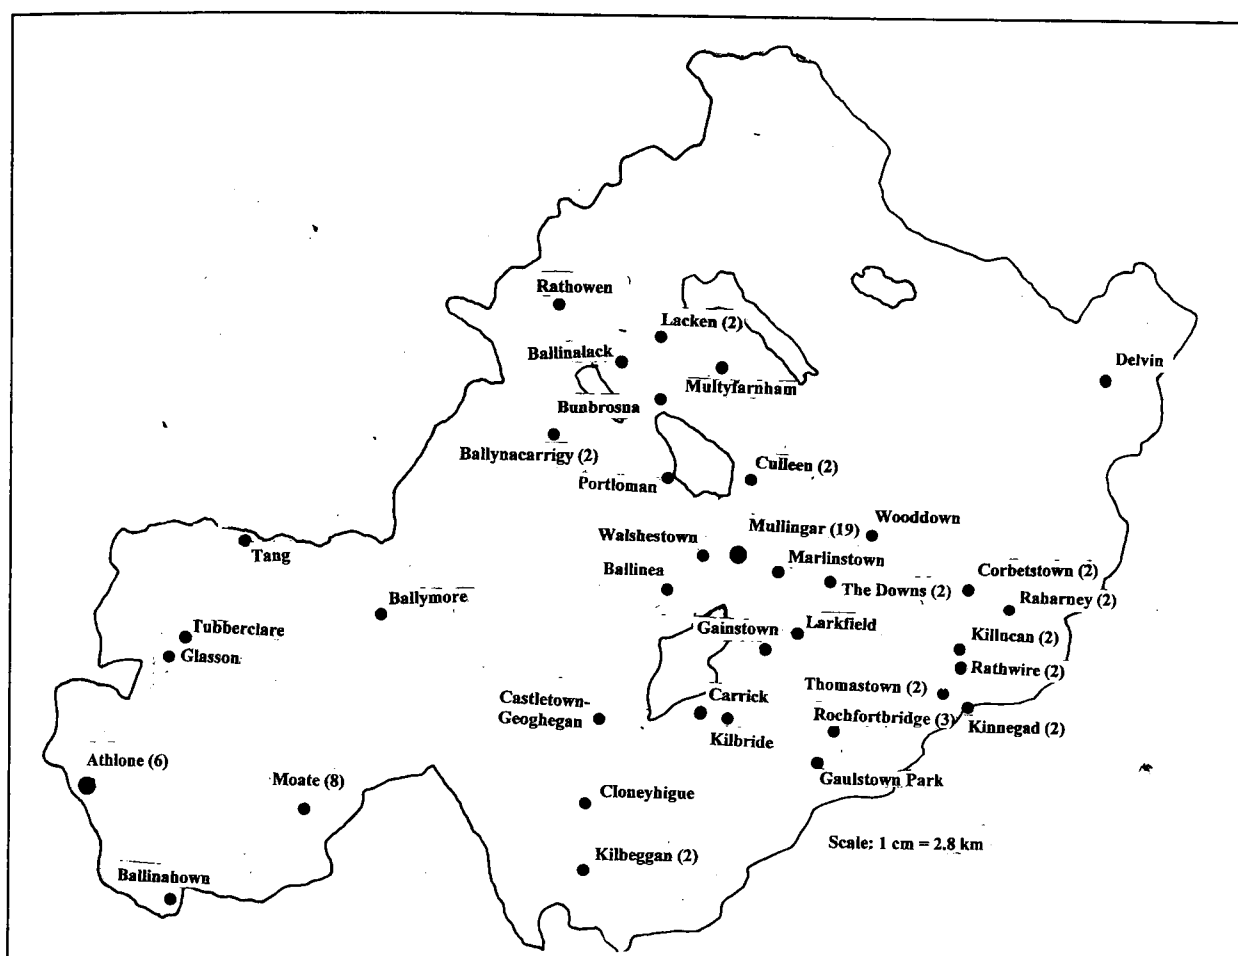 Rathowen
Lacken (2)
Ballinalack
Multyfarnham
Delvin
Bunbrosna
Ballynacarrigy (2)
Portloman
Culleen (2)
Wooddown
Mullingar (19)
Walshestown
Marlinstown
Tang
Ballinea
The Downs (2)
Corbetstown (2)
Raharney (2)
Ballymore
Tubberclare
Glasson
Gainstown
Larkfield
Killucan (2)
Rathwire (2)
Thomastown (2)
Castletown-
Geoghegan
Carrick
Kilbride
Rochfortbridge (3)
Kinnegad (2)
Athlone (6)
Moate (8)
Gaulstown Park
Cloneyhigue
Scale: 1 cm = 2.8 km
Kilbeggan (2)
Ballinahown